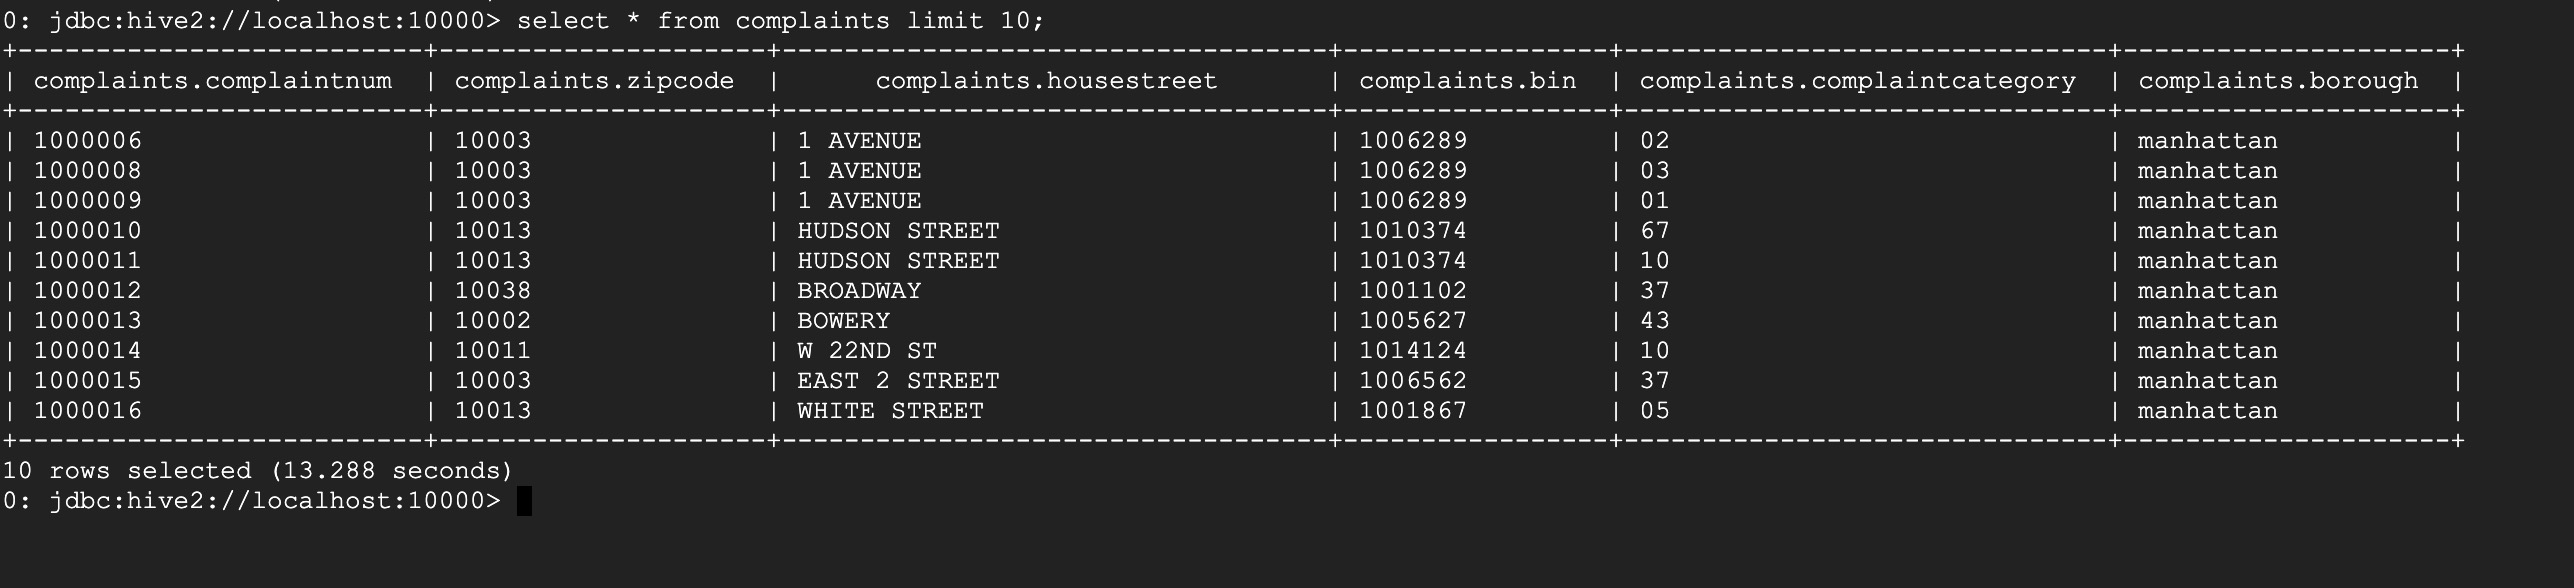 0: jdbc:hive2://localhost:10000> select * from complaints limit 10;
+--------------------------+---------------------+-----------------------------------+-----------------+-------------------------------+---------------------+
| complaints.complaintnum | complaints.zipcode | complaints.housestreet | complaints.bin | complaints.complaintcategory | complaints.borough |
+--------------------------+---------------------+-----------------------------------+-----------------+-------------------------------+---------------------+
| 1000006 | 10003 | 1 AVENUE | 1006289 | 02 | manhattan |
| 1000008 | 10003 | 1 AVENUE | 1006289 | 03 | manhattan |
| 1000009 | 10003 | 1 AVENUE | 1006289 | 01 | manhattan |
| 1000010 | 10013 | HUDSON STREET | 1010374 | 67 | manhattan |
| 1000011 | 10013 | HUDSON STREET | 1010374 | 10 | manhattan |
| 1000012 | 10038 | BROADWAY | 1001102 | 37 | manhattan |
| 1000013 | 10002 | BOWERY | 1005627 | 43 | manhattan |
| 1000014 | 10011 | W 22ND ST | 1014124 | 10 | manhattan |
| 1000015 | 10003 | EAST 2 STREET | 1006562 | 37 | manhattan |
| 1000016 | 10013 | WHITE STREET | 1001867 | 05 | manhattan |
+--------------------------+---------------------+-----------------------------------+-----------------+-------------------------------+---------------------+
10 rows selected (13.288 seconds)
0: jdbc:hive2://localhost:10000>